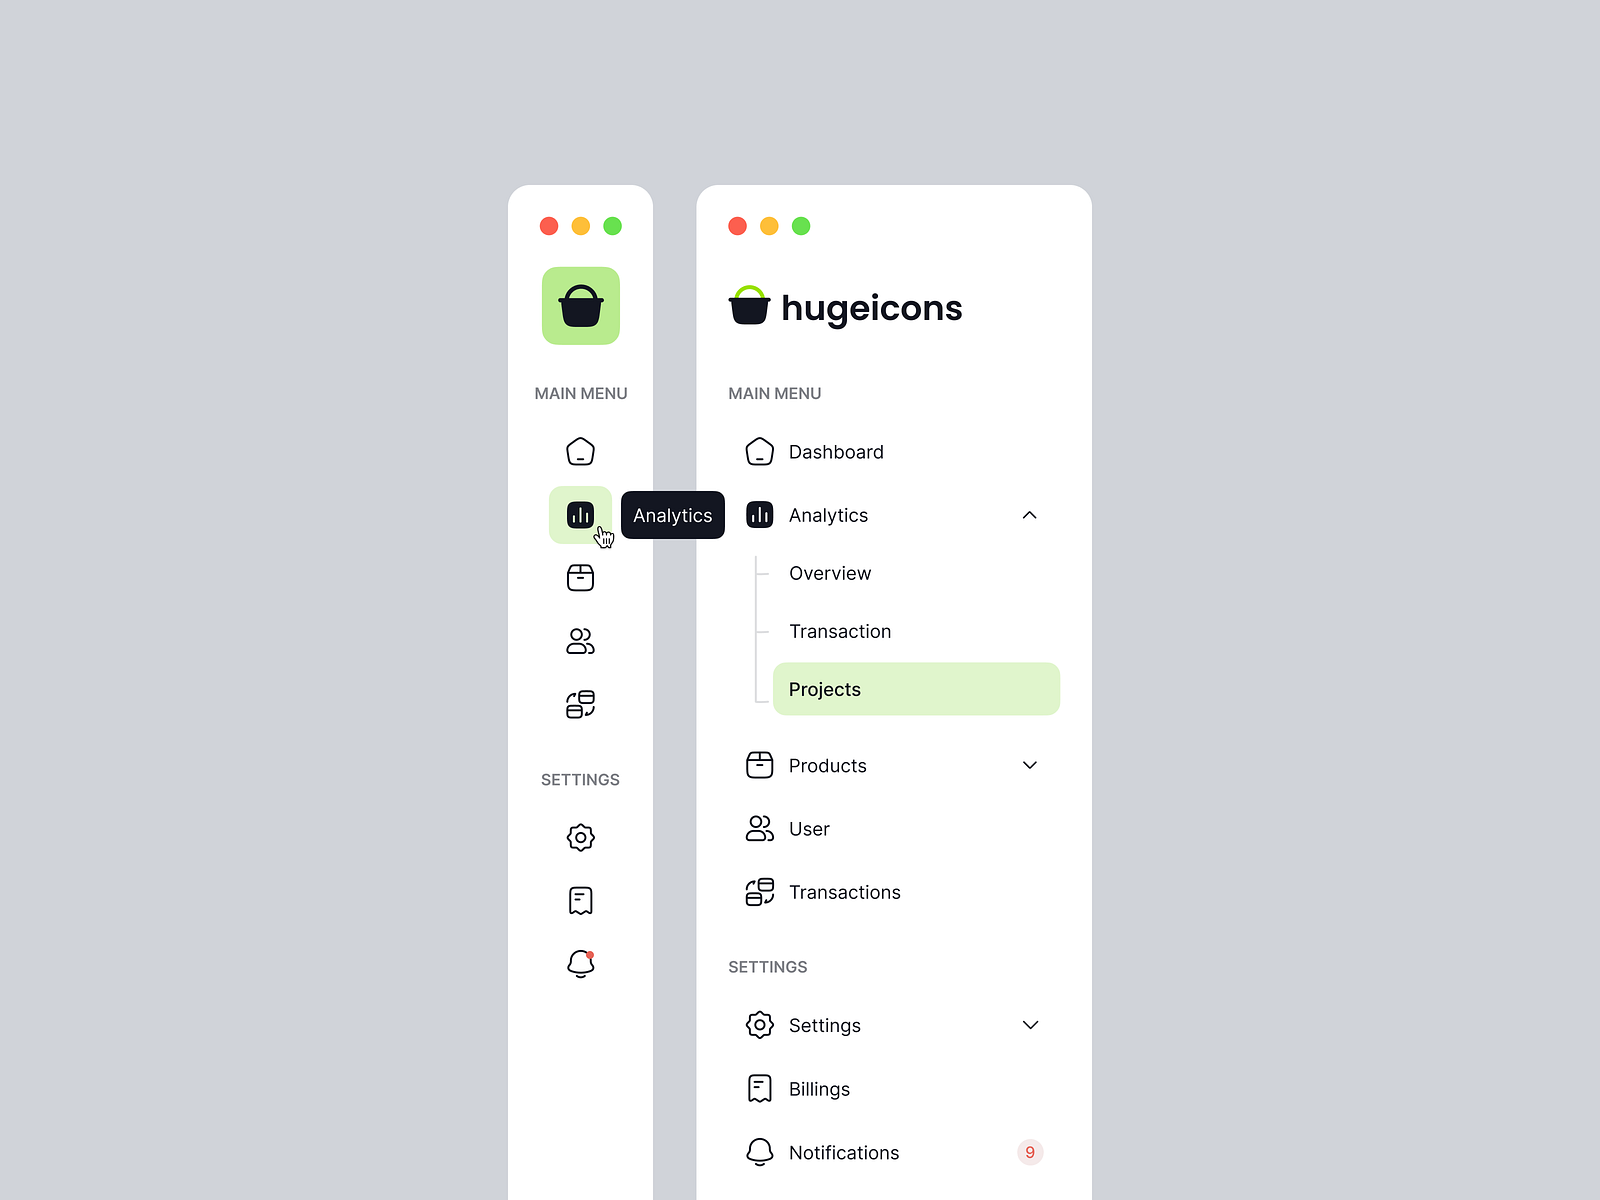 MAIN MENU
Analytics
SETTINGS
hugeicons
MAIN MENU
Dashboard
Analytics
Overview
Transaction
Projects
Products
User
Transactions
SETTINGS
Settings
Billings
Notifications 9